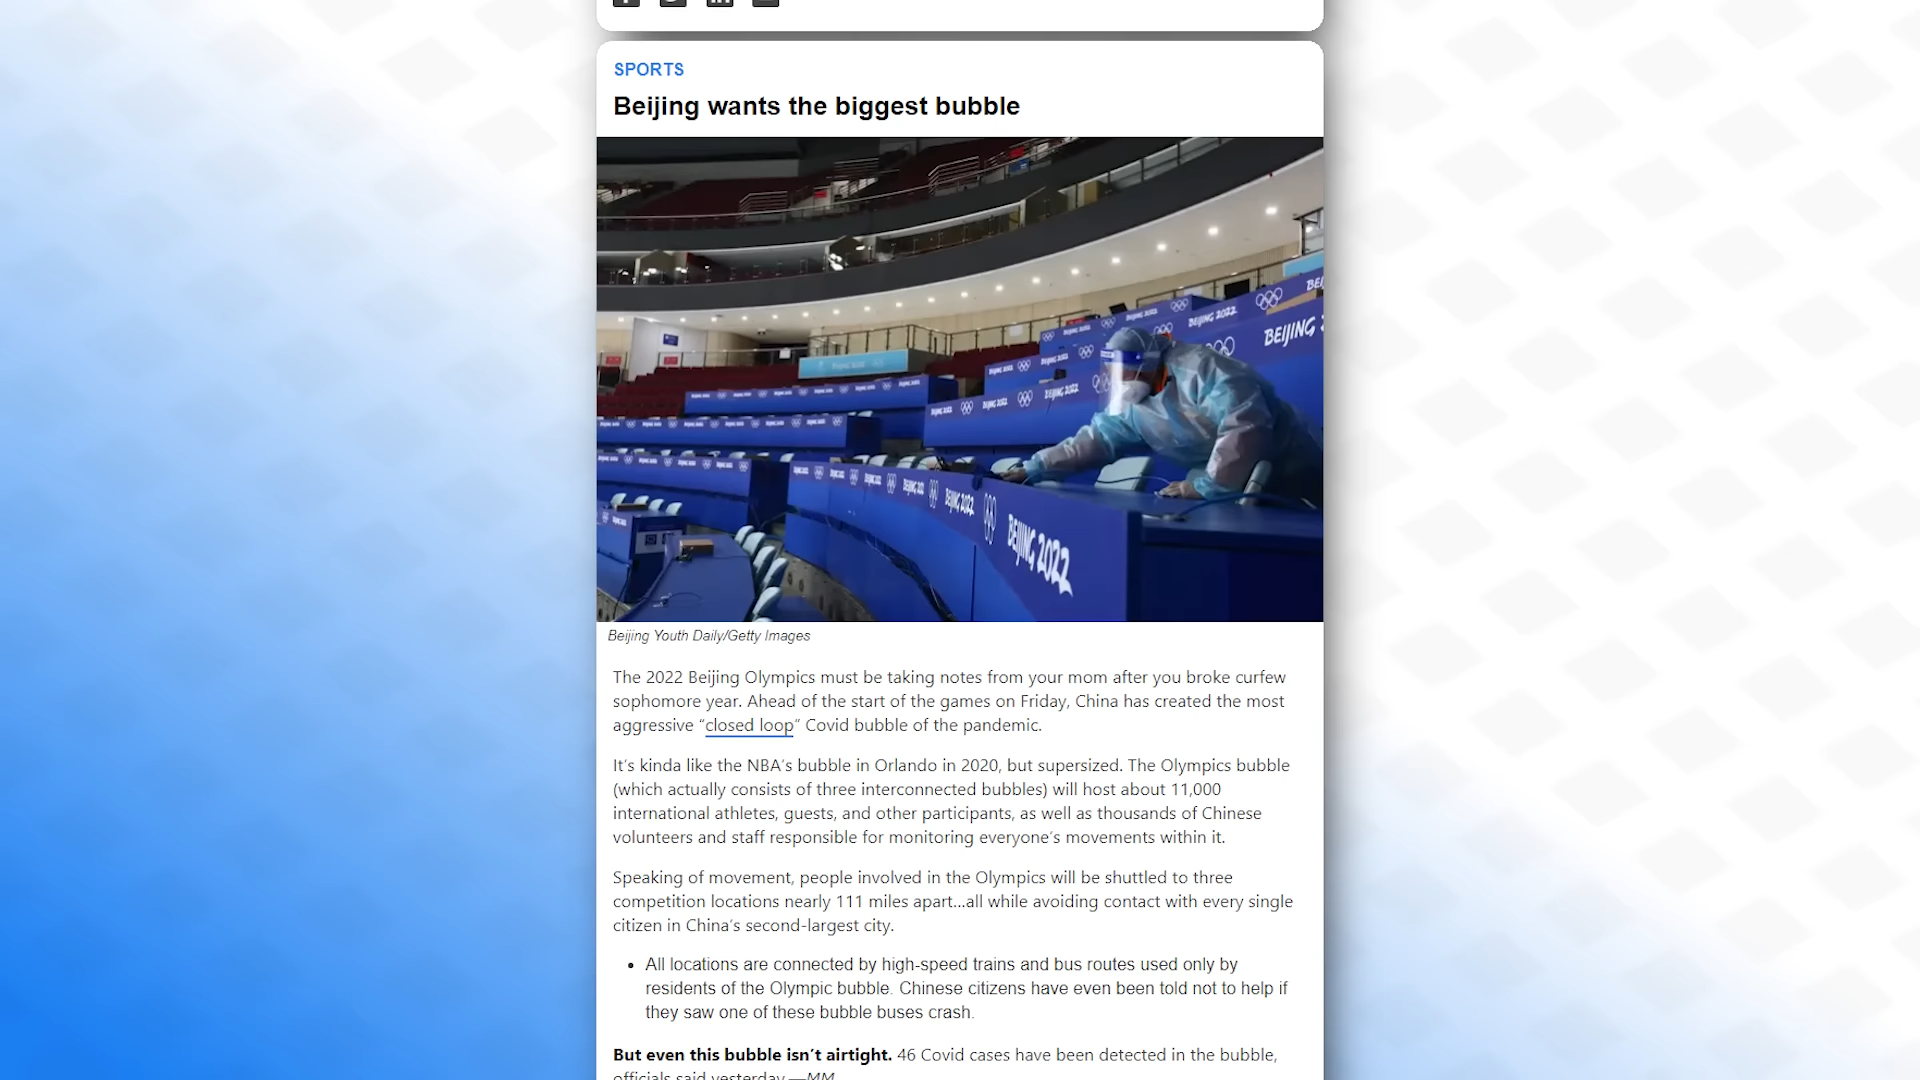 SPORTS
Beijing wants the biggest bubble
BEIJING 2022
BEIJING 2022
BEIJING 2022
BEIJING 2022
Beijing Youth Daily/Getty Images
The 2022 Beijing Olympics must be taking notes from your mom after you broke curfew
sophomore year. Ahead of the start of the games on Friday, China has created the most
aggressive “closed loop” Covid bubble of the pandemic.
It’s kinda like the NBA’s bubble in Orlando in 2020, but supersized. The Olympics bubble
(which actually consists of three interconnected bubbles) will host about 11,000
international athletes, guests, and other participants, as well as thousands of Chinese
volunteers and staff responsible for monitoring everyone’s movements within it.
Speaking of movement, people involved in the Olympics will be shuttled to three
competition locations nearly 111 miles apart...all while avoiding contact with every single
citizen in China’s second-largest city.
• All locations are connected by high-speed trains and bus routes used only by
residents of the Olympic bubble. Chinese citizens have even been told not to help if
they saw one of these bubble buses crash.
But even this bubble isn’t airtight. 46 Covid cases have been detected in the bubble,
officials said yesterday.—MM